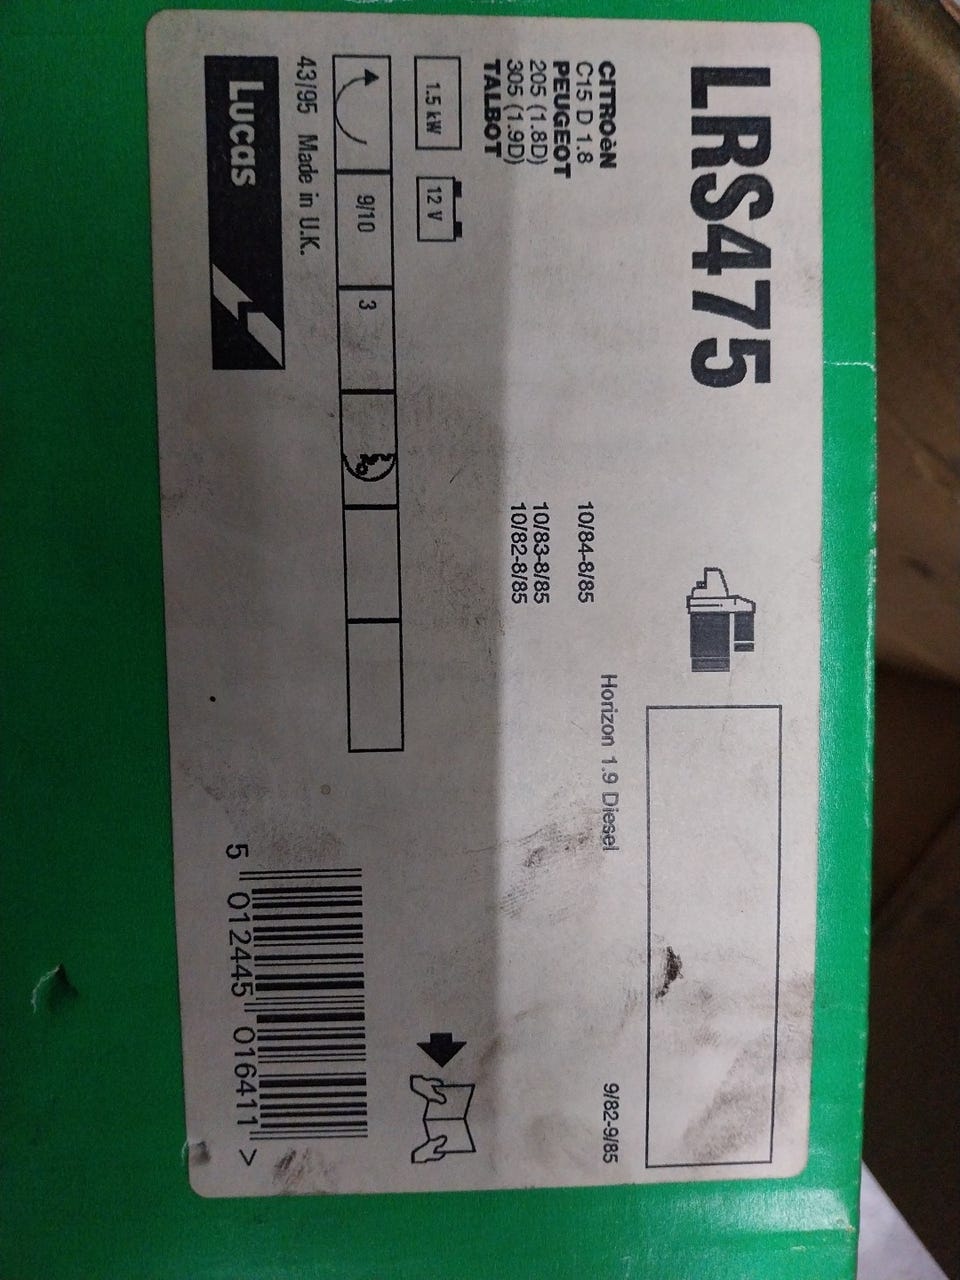 LRS475
CITROëN
C15 D 1.8 10/84-8/85
PEUGEOT
205 (1.8D) 10/83-8/85
305 (1.9D) 10/82-8/85
TALBOT
Horizon 1.9 Diesel 9/82-9/85
1.5 kW 12 V
9/10 3
43/95 Made in U.K.
Lucas
5 012445 016411 >